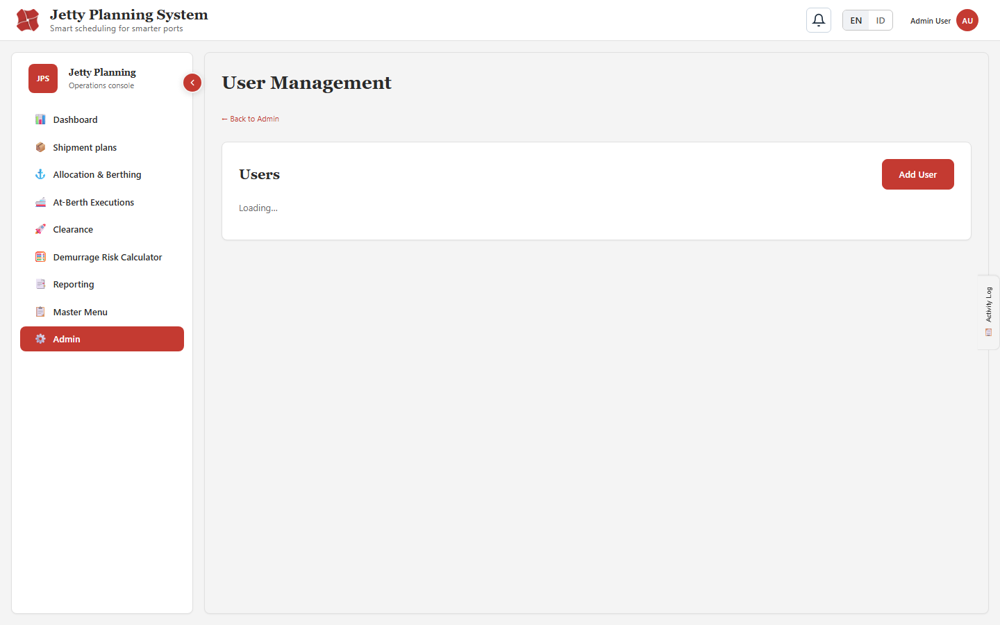 Jetty Planning System
Smart scheduling for smarter ports
EN
ID
Admin User
AU
JPS
Jetty Planning
Operations console
Dashboard
Shipment plans
Allocation & Berthing
At-Berth Executions
Clearance
Demurrage Risk Calculator
Reporting
Master Menu
Admin
User Management
← Back to Admin
Users
Add User
Loading...
Activity Log